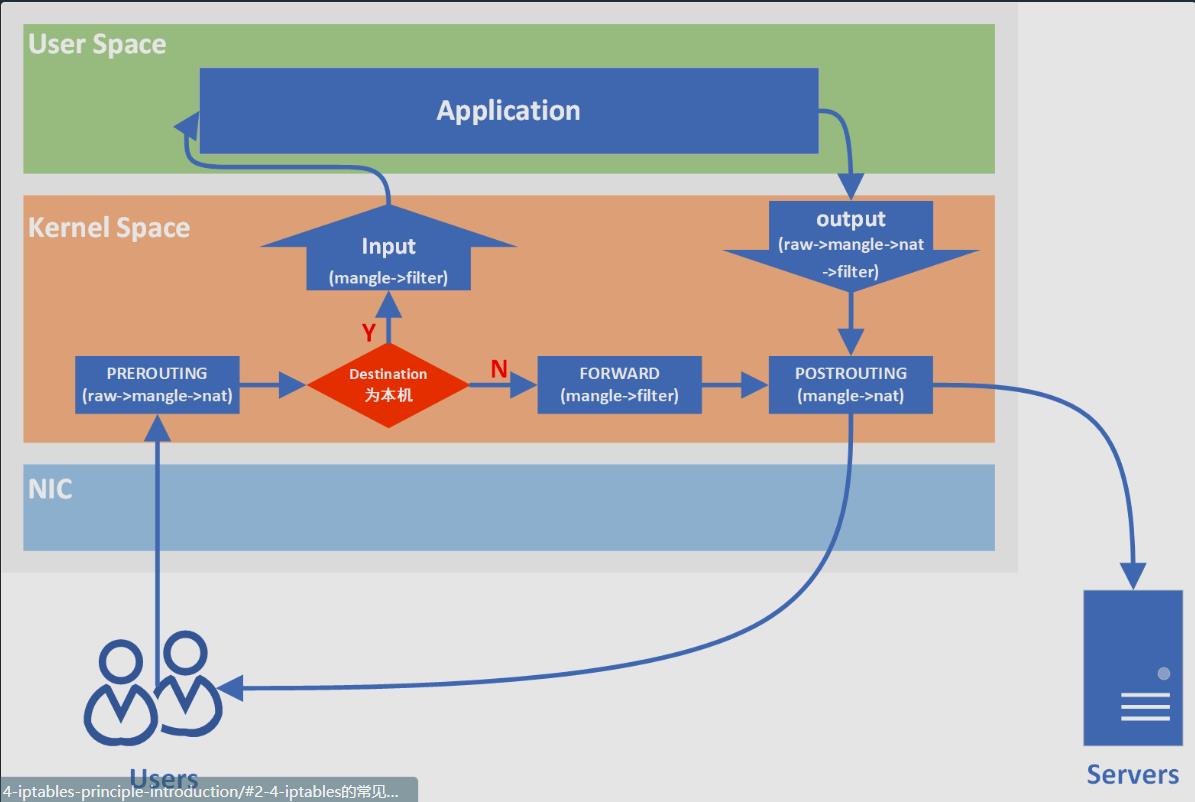 User Space
Application
Kernel Space
Input
(mangle->filter)
output
(raw->mangle->nat
->filter)
Y
PREROUTING
(raw->mangle->nat)
Destination
为本机
N
FORWARD
(mangle->filter)
POSTROUTING
(mangle->nat)
NIC
Users
Servers
4-iptables-principle-introduction/#2-4-iptables的常见...